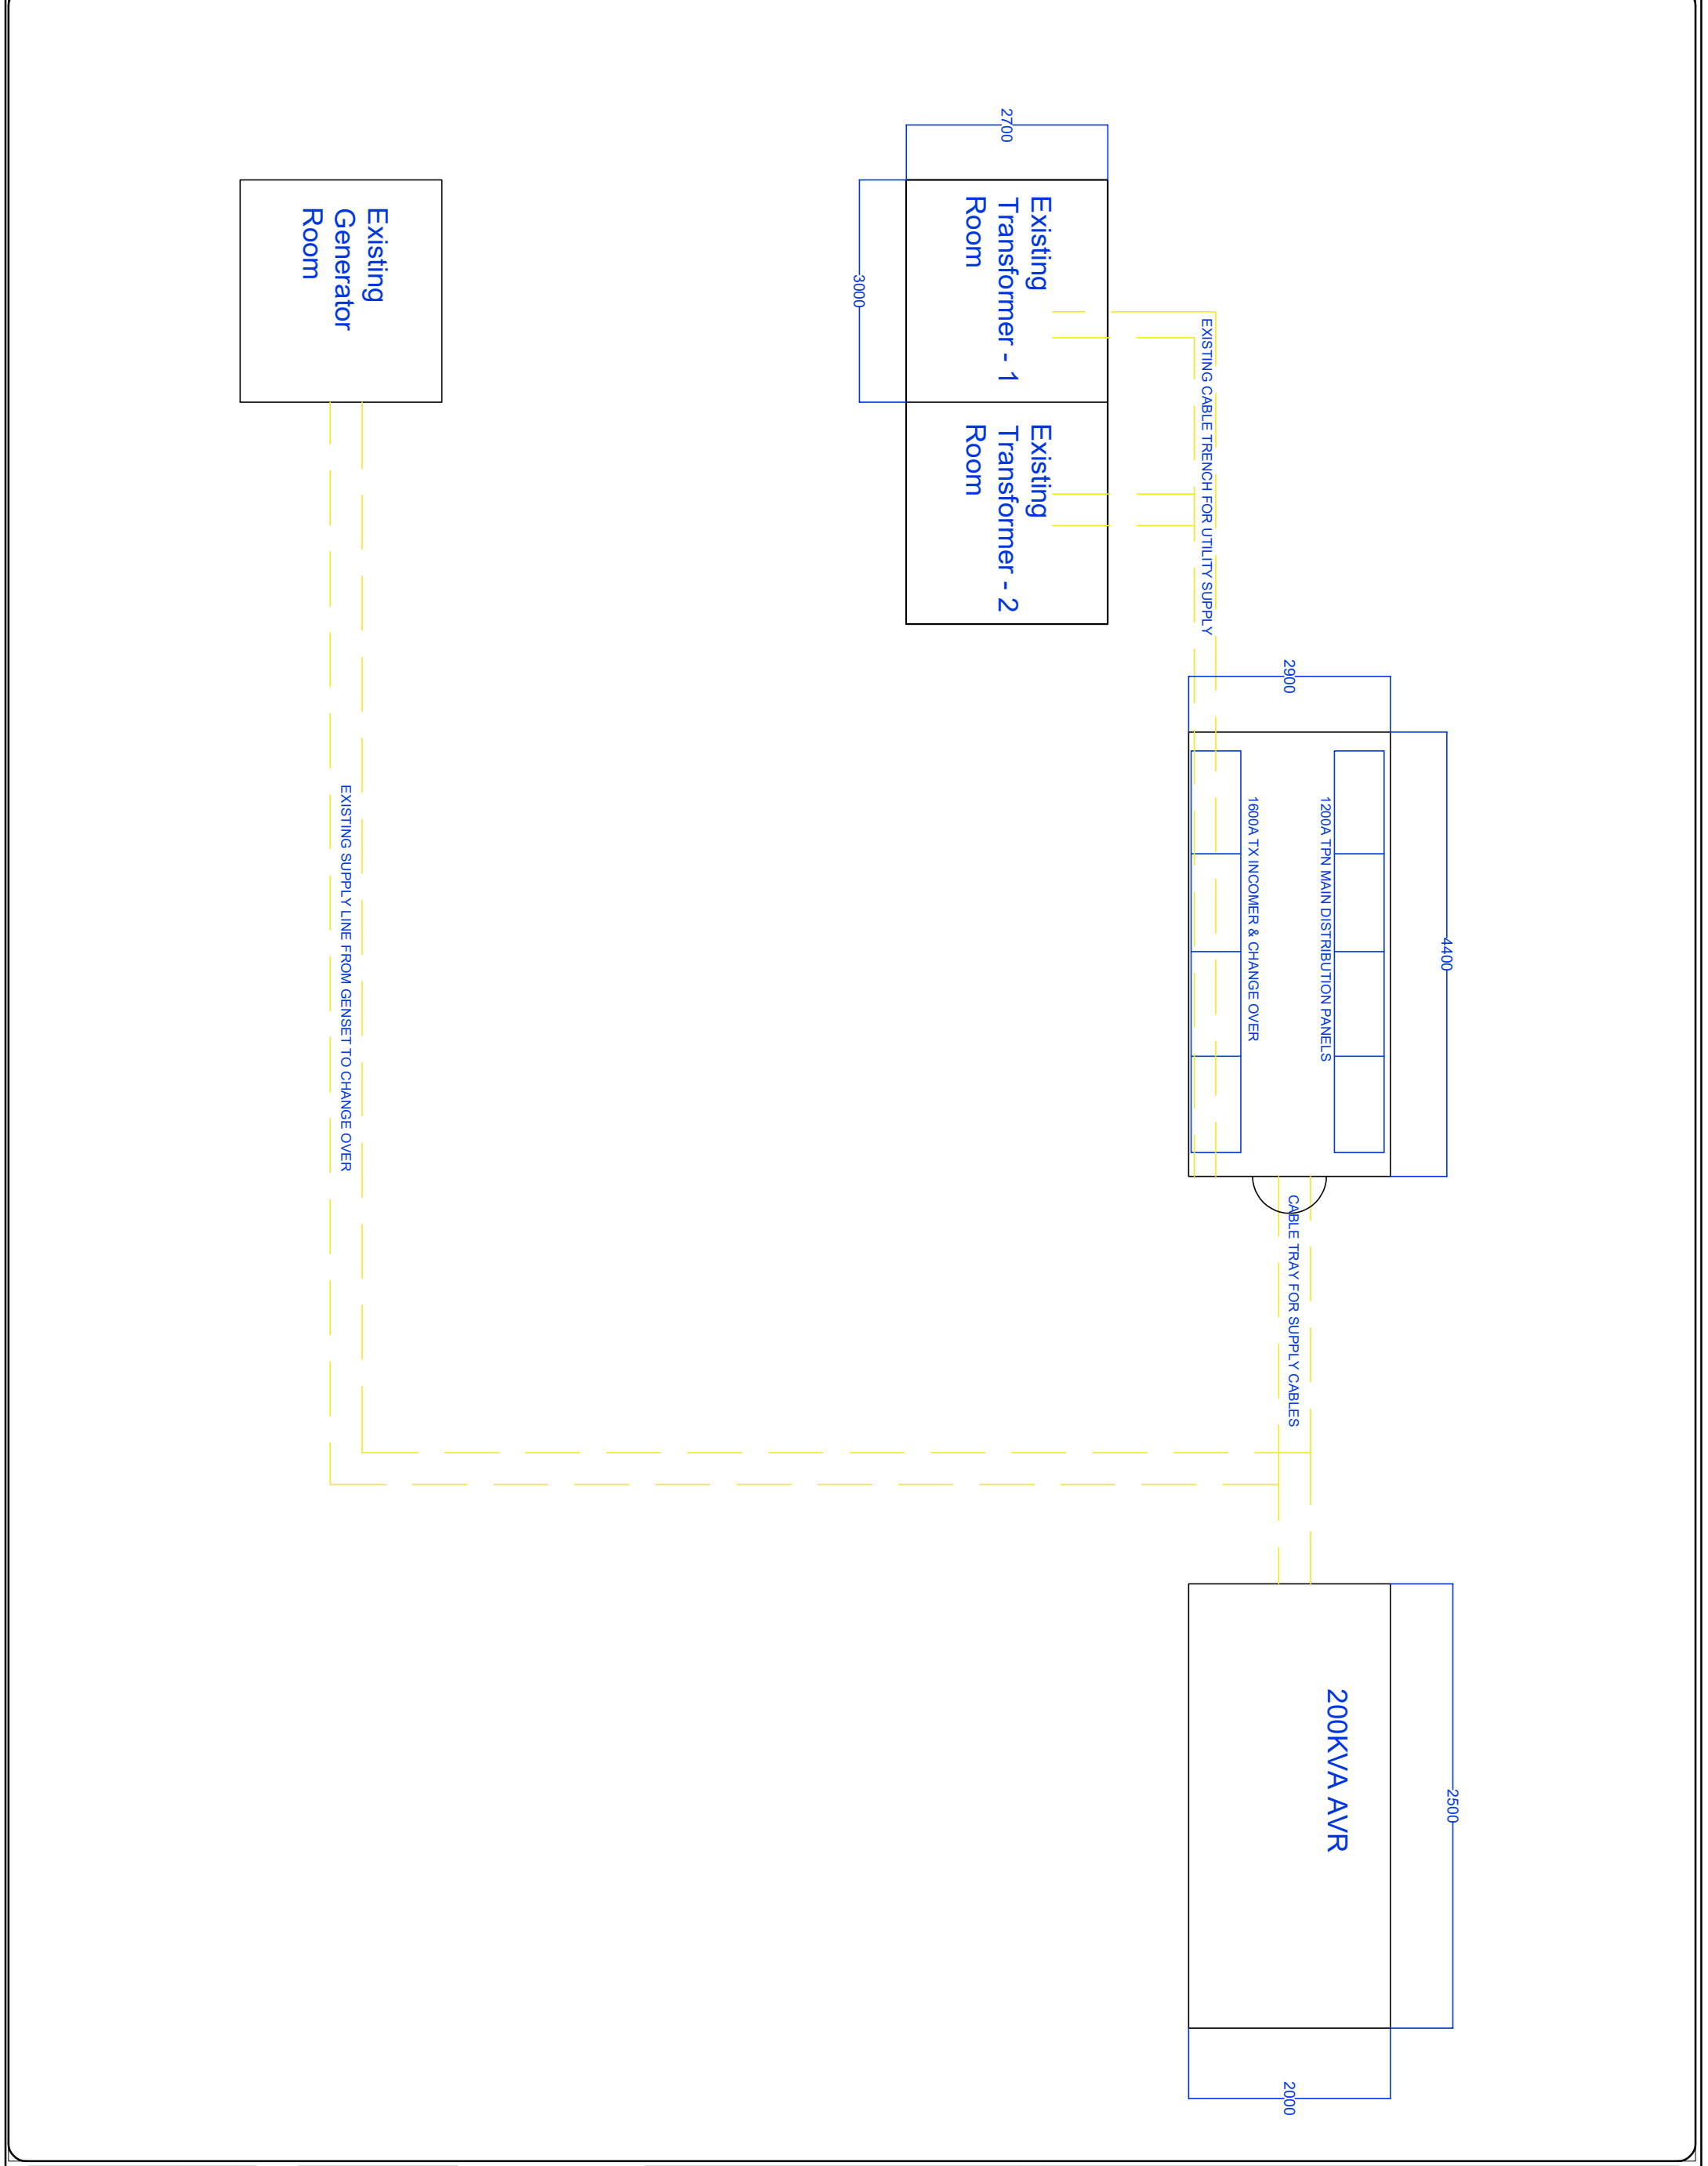 4400
2500
200KVA AVR
1200A TPN MAIN DISTRIBUTION PANELS
2900
CABLE TRAY FOR SUPPLY CABLES
2000
1600A TX INCOMER & CHANGE OVER
EXISTING CABLE TRENCH FOR UTILITY SUPPLY
2700
Existing
Transformer - 1
Room
Existing
Transformer - 2
Room
3000
Existing
Generator
Room
EXISTING SUPPLY LINE FROM GENSET TO CHANGE OVER